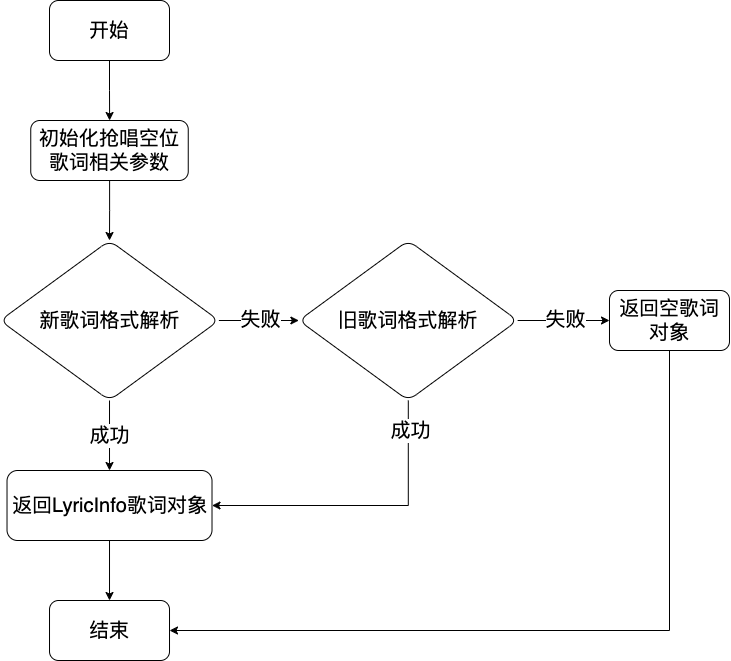 开始
初始化抢唱空位
歌词相关参数
新歌词格式解析
失败
旧歌词格式解析
失败
返回空歌词
对象
成功
成功
返回LyricInfo歌词对象
结束